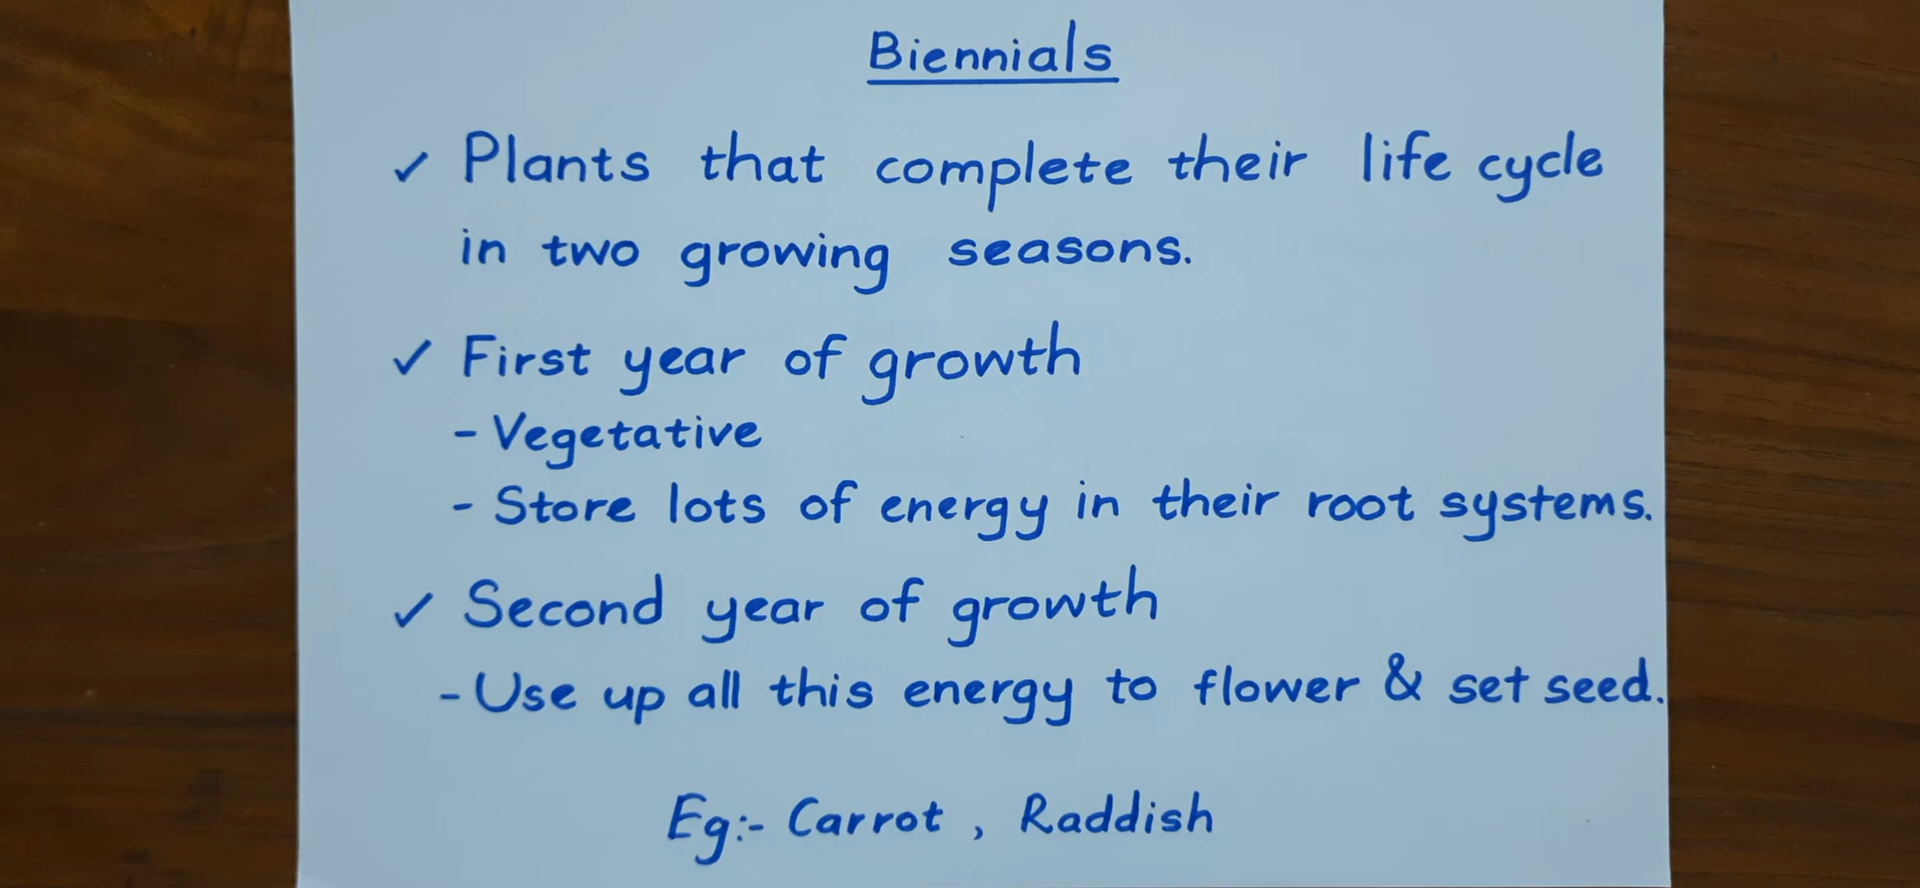 Biennials
✓ Plants that complete their life cycle
in two growing seasons.
✓ First year of growth
- Vegetative
- Store lots of energy in their root systems.
✓ Second year of growth
- Use up all this energy to flower & set seed.
Eg:- Carrot , Raddish